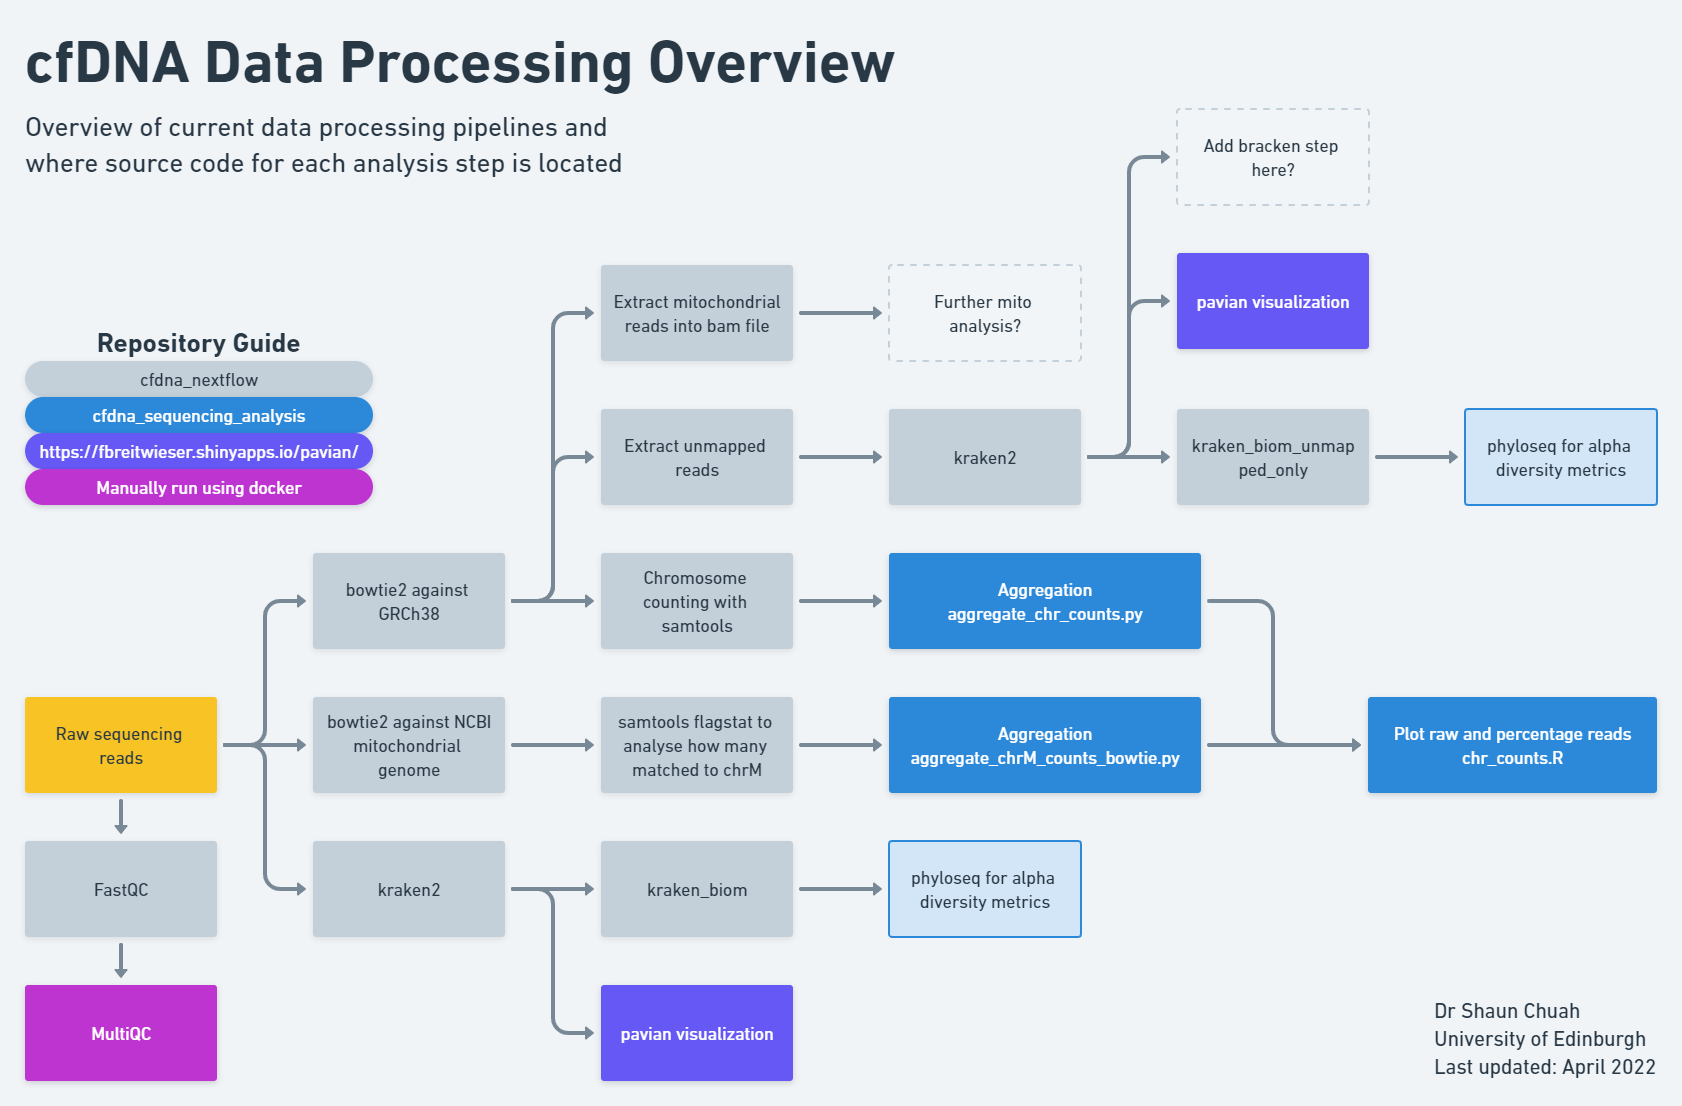 cfDNA Data Processing Overview
Overview of current data processing pipelines and
where source code for each analysis step is located
Add bracken step
here?
Extract mitochondrial
reads into bam file
Further mito
analysis?
pavian visualization
Repository Guide
cfdna_nextflow
cfdna_sequencing_analysis
https://fbreitwieser.shinyapps.io/pavian/
Manually run using docker
Extract unmapped
reads
kraken2
kraken_biom_unmap
ped_only
phyloseq for alpha
diversity metrics
bowtie2 against
GRCh38
Chromosome
counting with
samtools
Aggregation
aggregate_chr_counts.py
Raw sequencing
reads
bowtie2 against NCBI
mitochondrial
genome
samtools flagstat to
analyse how many
matched to chrM
Aggregation
aggregate_chrM_counts_bowtie.py
Plot raw and percentage reads
chr_counts.R
FastQC
kraken2
kraken_biom
phyloseq for alpha
diversity metrics
MultiQC
pavian visualization
Dr Shaun Chuah
University of Edinburgh
Last updated: April 2022